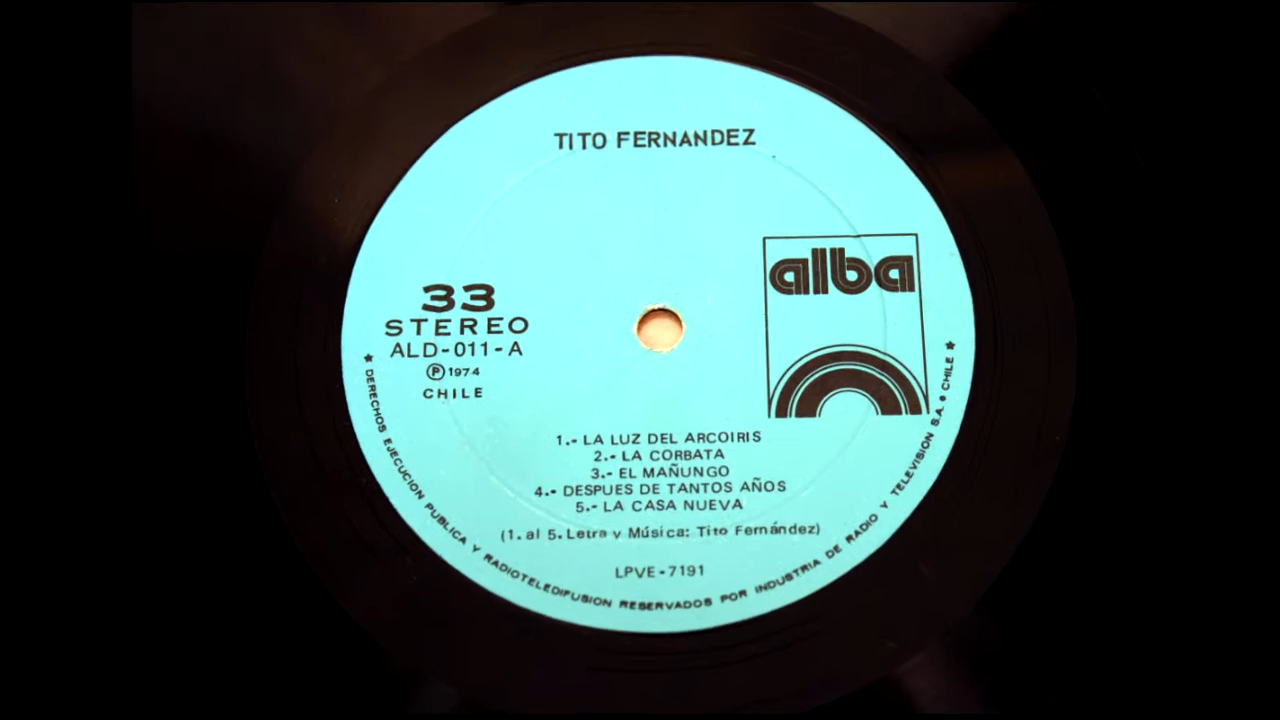 TITO FERNANDEZ
alba
33
STEREO
ALD-011-A
Ⓟ 1974
CHILE
1.- LA LUZ DEL ARCOIRIS
2.- LA CORBATA
3.- EL MAÑUNGO
4.- DESPUES DE TANTOS AÑOS
5.- LA CASA NUEVA
(1. al 5. Letra y Música: Tito Fernández)
LPVE-7191
★ DERECHOS EJECUCION PUBLICA Y RADIOTELEDIFUSION RESERVADOS POR INDUSTRIA DE RADIO Y TELEVISION S.A. ● CHILE ★